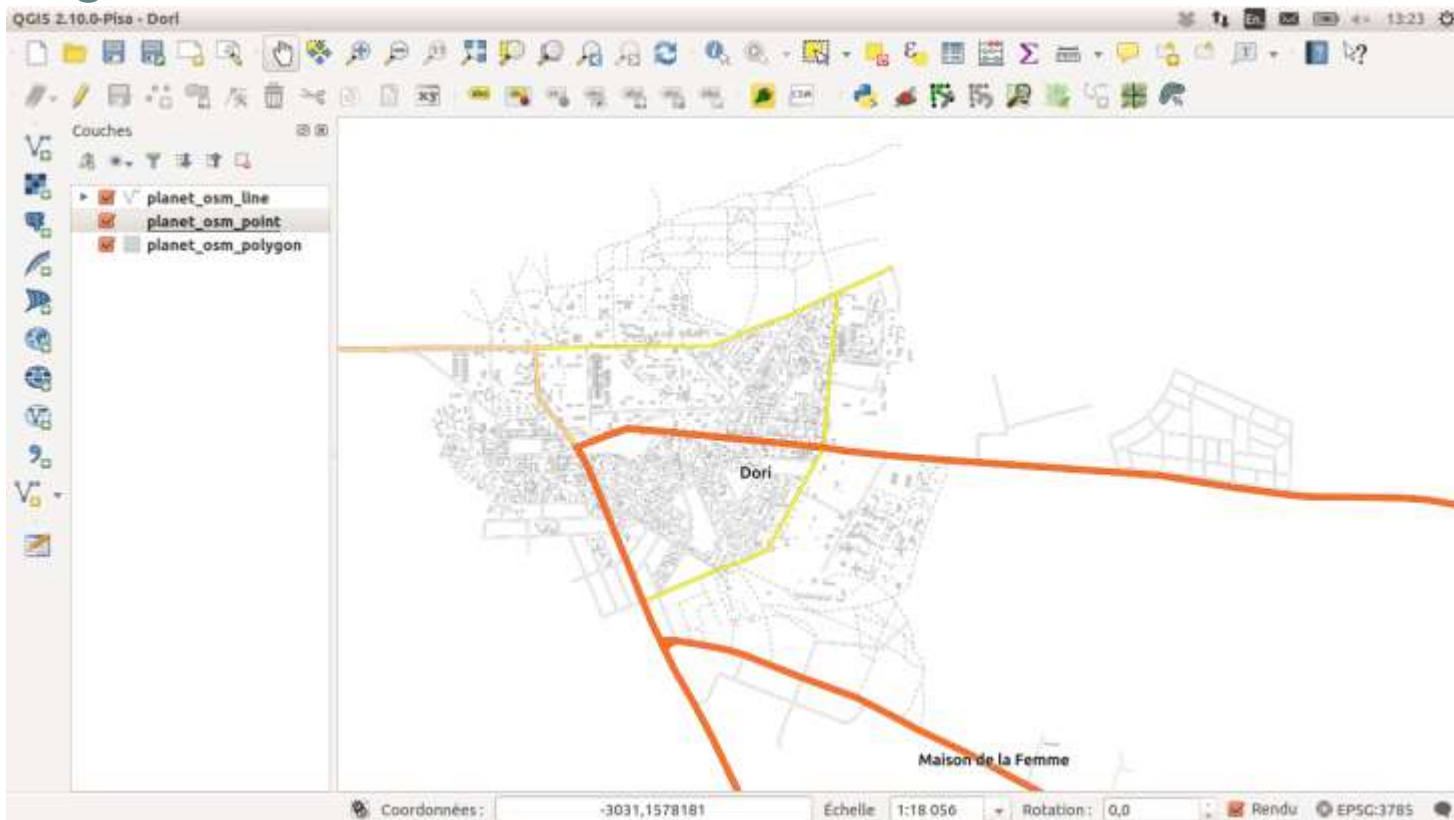 QGIS 2.10.0-Pisa - Dori
En
13:23
Couches
planet_osm_line
planet_osm_point
planet_osm_polygon
Dori
Maison de la Femme
Coordonnées :
-3031,1578181
Échelle
1:18 056
Rotation :
0,0
Rendu
EPSG:3785